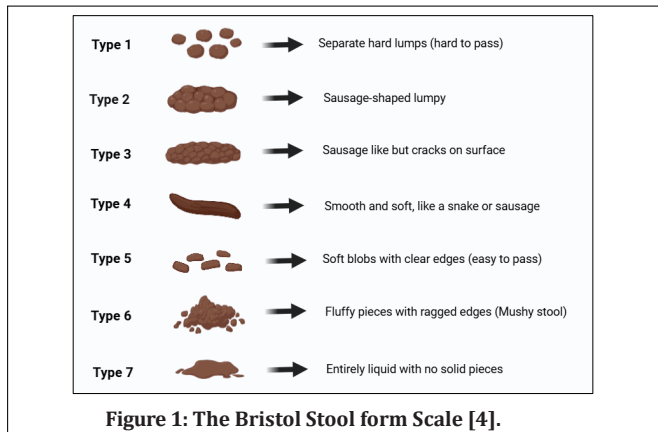 Type 1 Separate hard lumps (hard to pass)
Type 2 Sausage-shaped lumpy
Type 3 Sausage like but cracks on surface
Type 4 Smooth and soft, like a snake or sausage
Type 5 Soft blobs with clear edges (easy to pass)
Type 6 Fluffy pieces with ragged edges (Mushy stool)
Type 7 Entirely liquid with no solid pieces
Figure 1: The Bristol Stool form Scale [4].